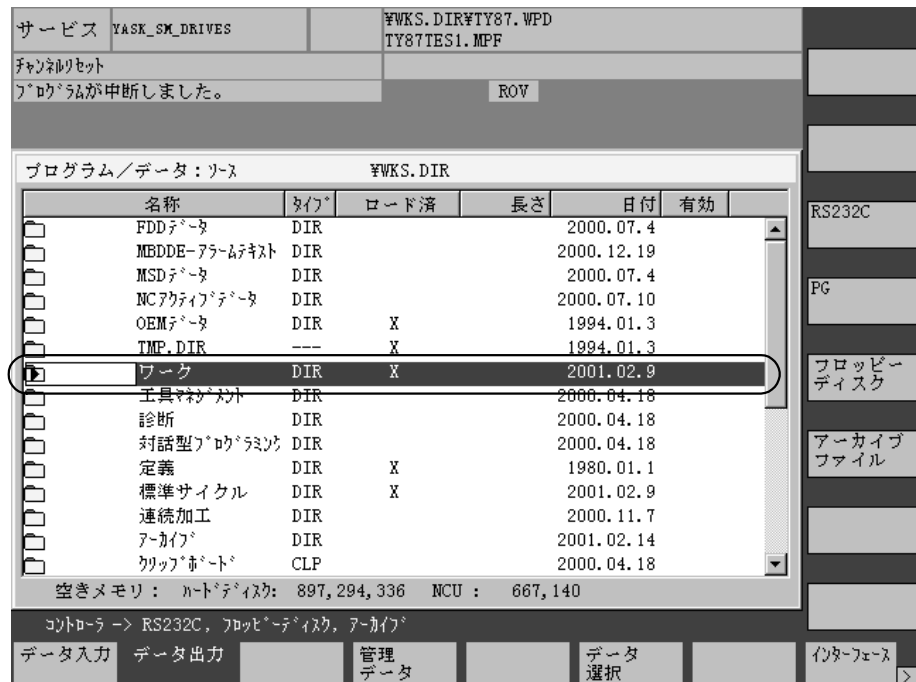 サービス YASK_SM_DRIVES ¥WKS.DIR¥TY87.WPD
TY87TES1.MPF
ﾁｬﾝﾈﾙﾘｾｯﾄ
ﾌﾟﾛｸﾞﾗﾑが中断しました。 ROV
プログラム／データ：ｿｰｽ ¥WKS.DIR
名称 ﾀｲﾌﾟ ロード済 長さ 日付 有効
FDDﾃﾞｰﾀ DIR 2000.07.4
MBDDE-ｱﾗｰﾑﾃｷｽﾄ DIR 2000.12.19
MSDﾃﾞｰﾀ DIR 2000.07.4
NCｱｸﾃｨﾌﾞﾃﾞｰﾀ DIR 2000.07.10
OEMﾃﾞｰﾀ DIR X 1994.01.3
TMP.DIR --- X 1994.01.3
ワーク DIR X 2001.02.9
工具ﾏﾈｼﾞﾒﾝﾄ DIR 2000.04.18
診断 DIR 2000.04.18
対話型ﾌﾟﾛｸﾞﾗﾐﾝｸ DIR 2000.04.18
定義 DIR X 1980.01.1
標準サイクル DIR X 2001.02.9
連続加工 DIR 2000.11.7
ｱｰｶｲﾌﾞ DIR 2001.02.14
ｸﾘｯﾌﾟﾎﾞｰﾄﾞ CLP 2000.04.18
空きメモリ： ﾊｰﾄﾞﾃﾞｨｽｸ: 897,294,336 NCU： 667,140
ｺﾝﾄﾛｰﾗ -> RS232C, ﾌﾛｯﾋﾟｰﾃﾞｨｽｸ, ｱｰｶｲﾌﾞ
データ入力 データ出力 管理
データ データ
選択 ｲﾝﾀｰﾌｪｰｽ
RS232C
PG
フロッピー
ディスク
アーカイブ
ファイル